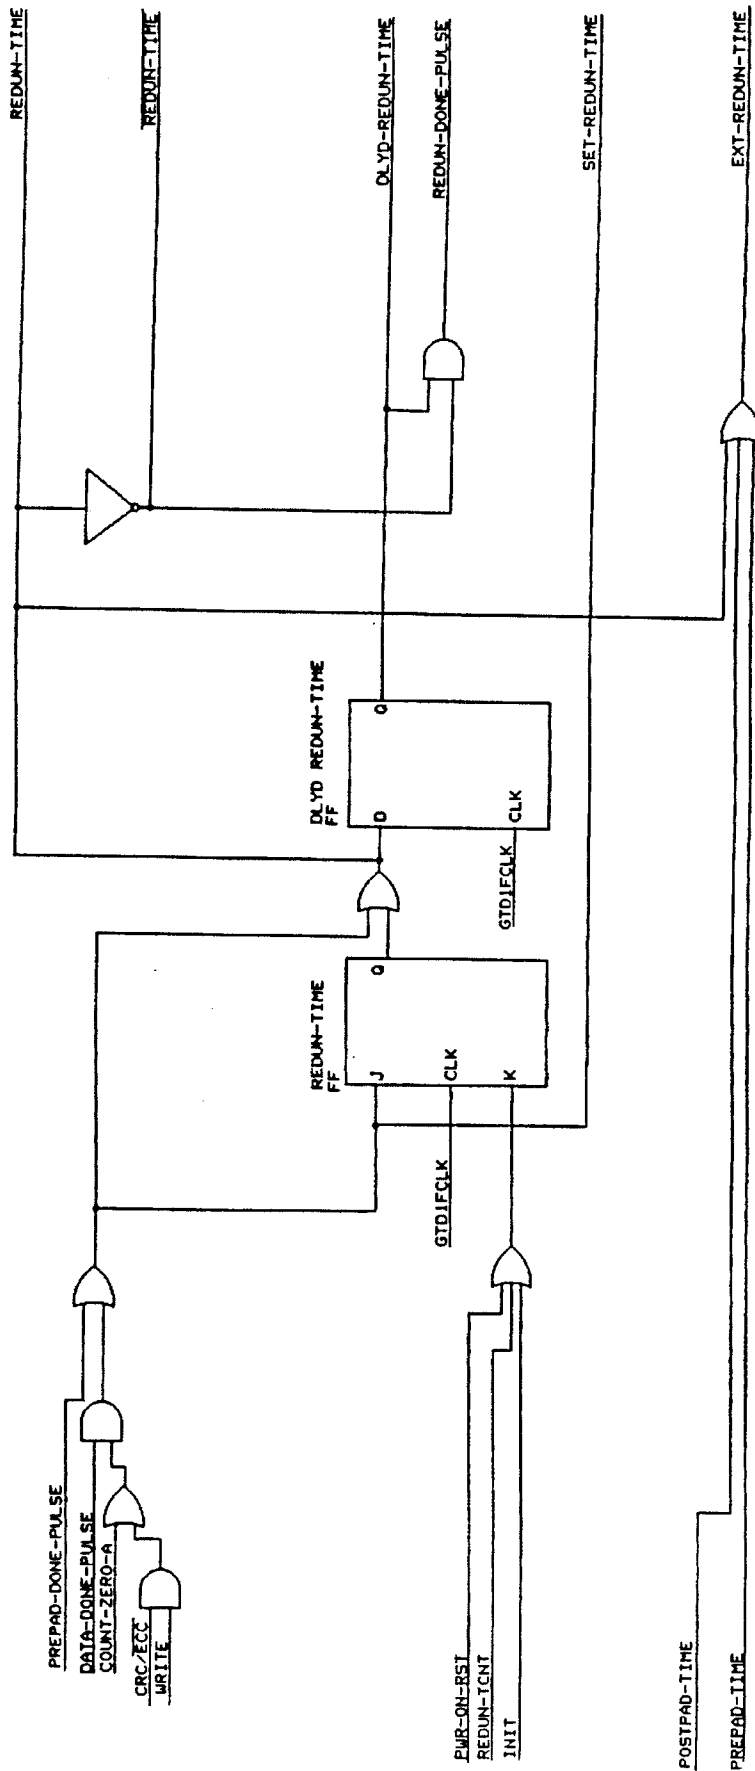 REDUN-TIME
REDUN-TIME
DLYD-REDUN-TIME
REDUN-DONE-PULSE
SET-REDUN-TIME
EXT-REDUN-TIME
DLYD REDUN-TIME
FF
D
Q
CLK
GTD1FCLK
REDUN-TIME
FF
J
Q
CLK
K
GTD1FCLK
PREPAD-DONE-PULSE
DATA-DONE-PULSE
COUNT-ZERO-A
CRC/ECC
WRITE
PWR-ON-RST
REDUN-TCNT
INIT
POSTPAD-TIME
PREPAD-TIME